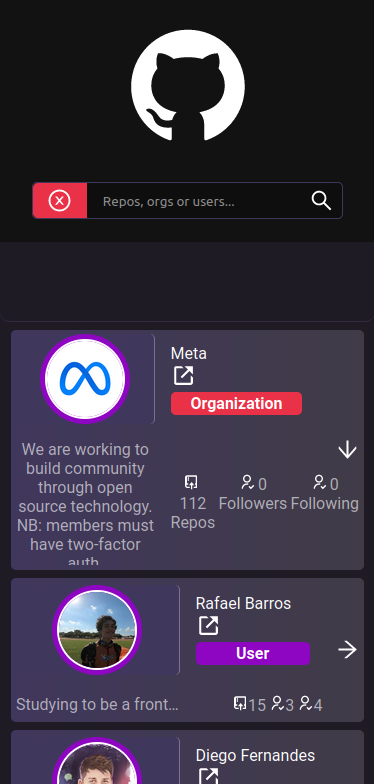 Repos, orgs or users...
Meta
Organization
We are working to
build community
through open
source technology.
NB: members must
have two-factor
auth
112
Repos
0
Followers
0
Following
Rafael Barros
User
Studying to be a front...
15
3
4
Diego Fernandes